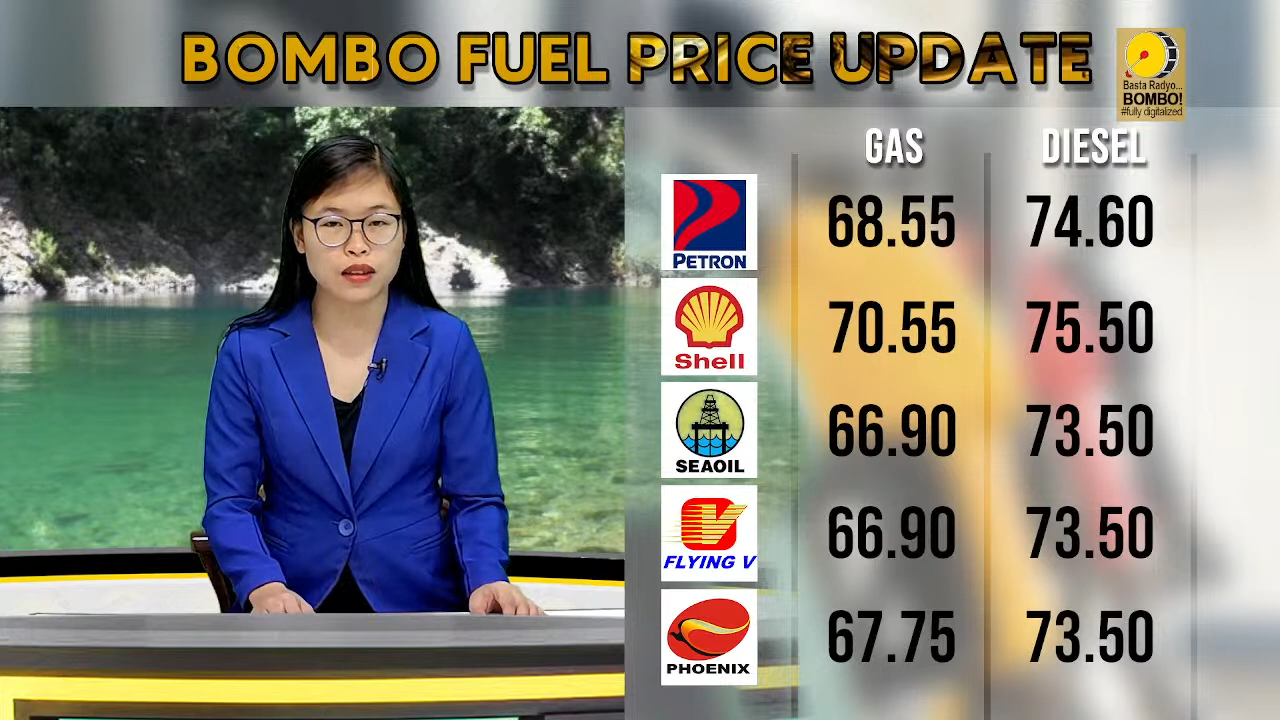 BOMBO FUEL PRICE UPDATE
Basta Radyo...
BOMBO!
#fully digitalized
GAS DIESEL
PETRON 68.55 74.60
Shell 70.55 75.50
SEAOIL 66.90 73.50
FLYING V 66.90 73.50
PHOENIX 67.75 73.50